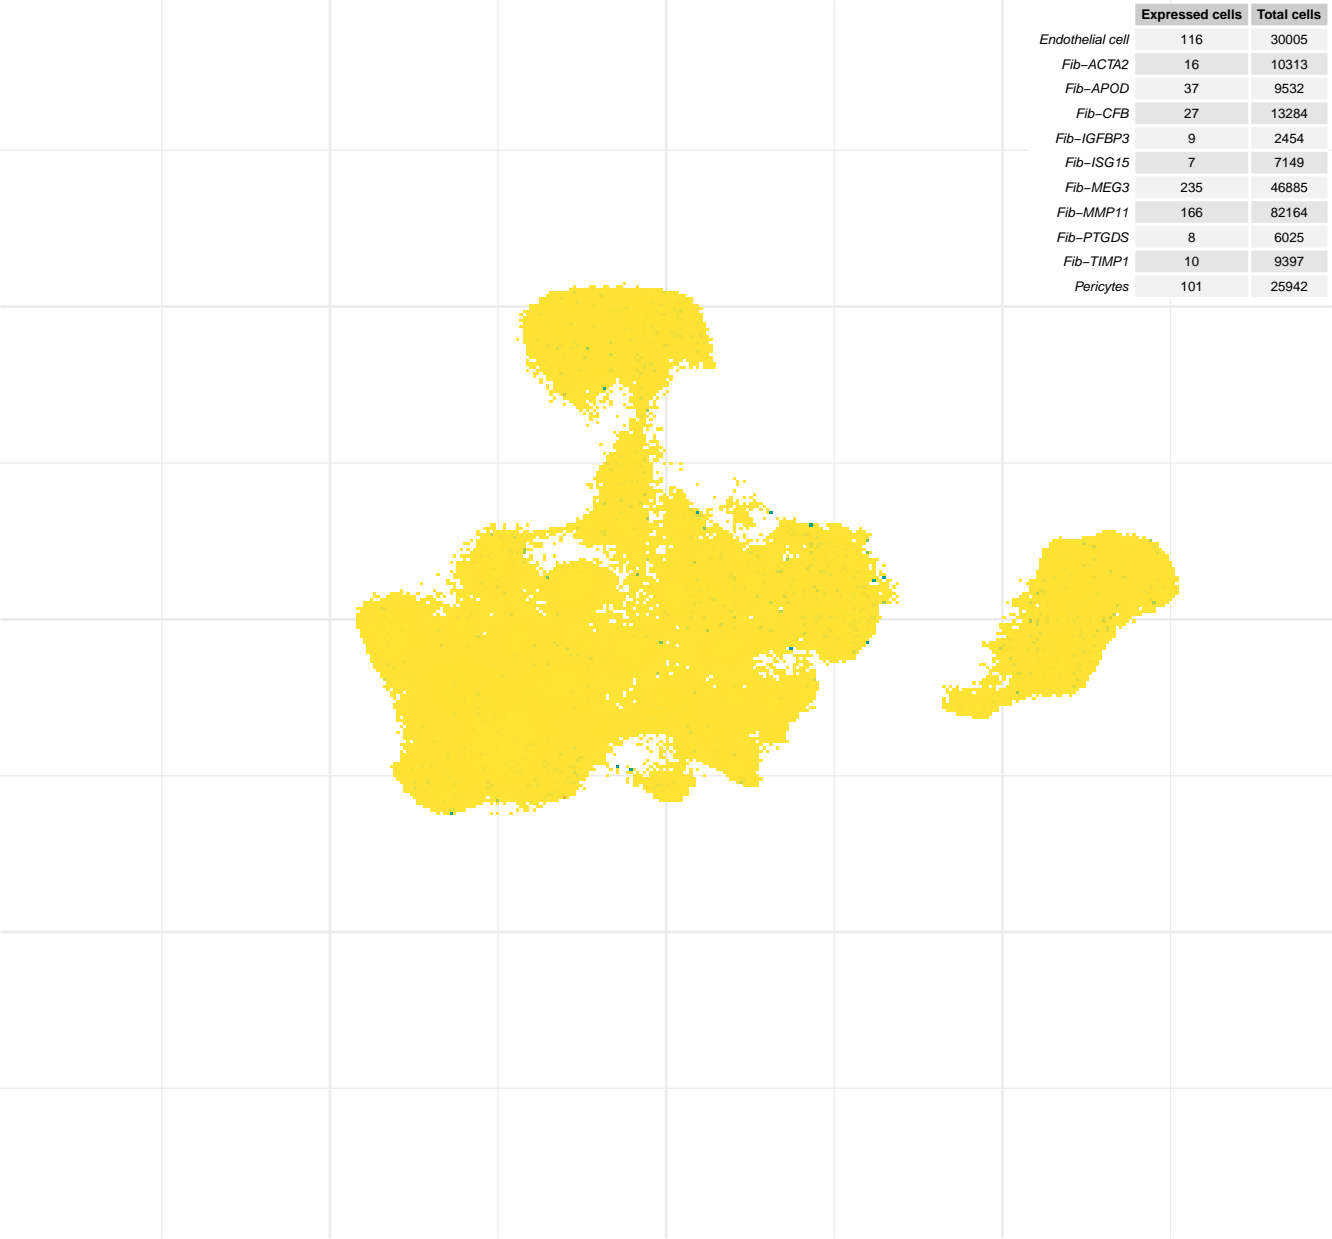 Expressed cells Total cells
Endothelial cell 116 30005
Fib−ACTA2 16 10313
Fib−APOD 37 9532
Fib−CFB 27 13284
Fib−IGFBP3 9 2454
Fib−ISG15 7 7149
Fib−MEG3 235 46885
Fib−MMP11 166 82164
Fib−PTGDS 8 6025
Fib−TIMP1 10 9397
Pericytes 101 25942